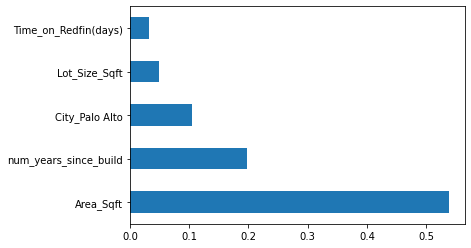 Time_on_Redfin(days)
Lot_Size_Sqft
City_Palo Alto
num_years_since_build
Area_Sqft
0.0 0.1 0.2 0.3 0.4 0.5